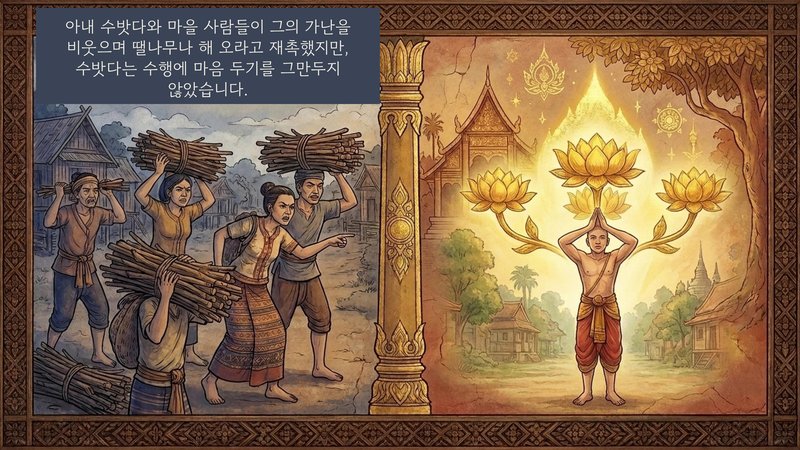 아내 수밧다와 마을 사람들이 그의 가난을
비웃으며 땔나무나 해 오라고 재촉했지만,
수밧다는 수행에 마음 두기를 그만두지
않았습니다.